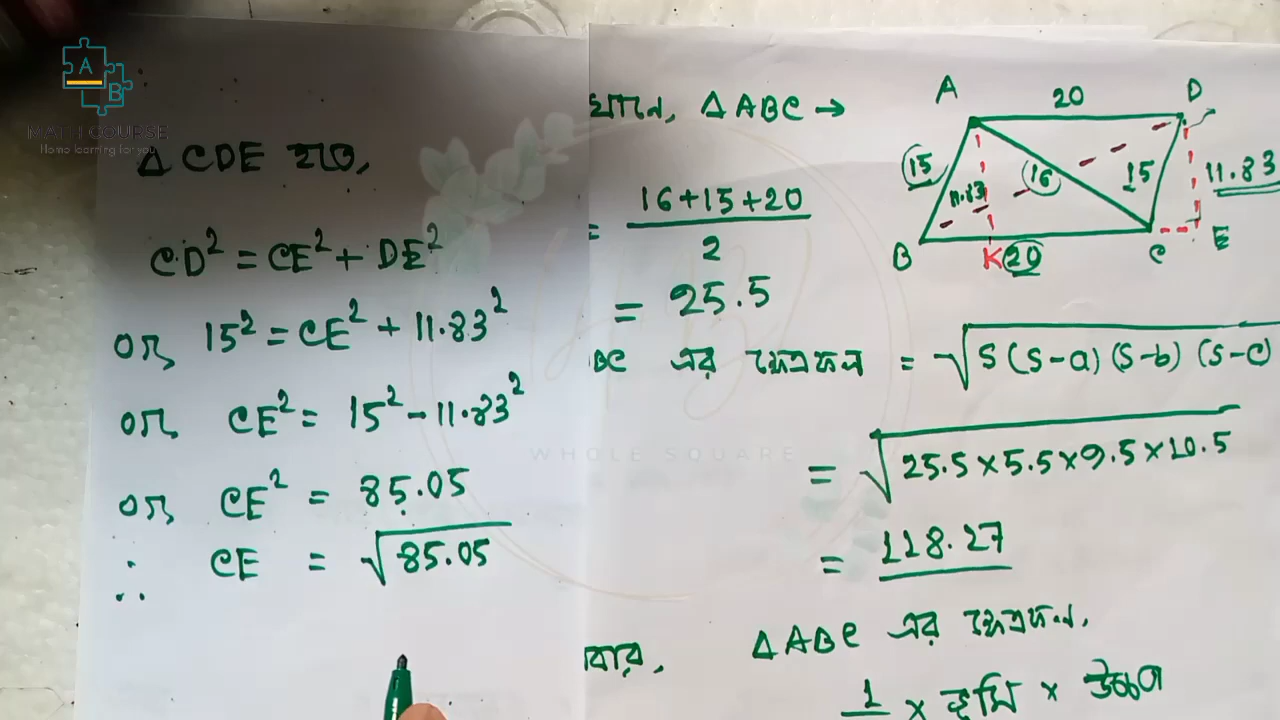 A
B
MATH COURSE
Home learning for you
Δ CDE হতে,
CD² = CE² + DE²
or, 15² = CE² + 11.83²
or, CE² = 15² - 11.83²
or, CE² = 85.05
∴ CE = √85.05
খানে, Δ ABC →
= (16+15+20)/2
= 25.5
BC এর ক্ষেত্রফল = √S(S-a)(S-b)(S-c)
= √25.5×5.5×9.5×10.5
= 118.27
বার, Δ ABC এর ক্ষেত্রফল,
1 × ভূমি × উচ্চতা
A 20 D
15 11.83 16 15 11.83
B K 20 C E
WHOLE SQUARE